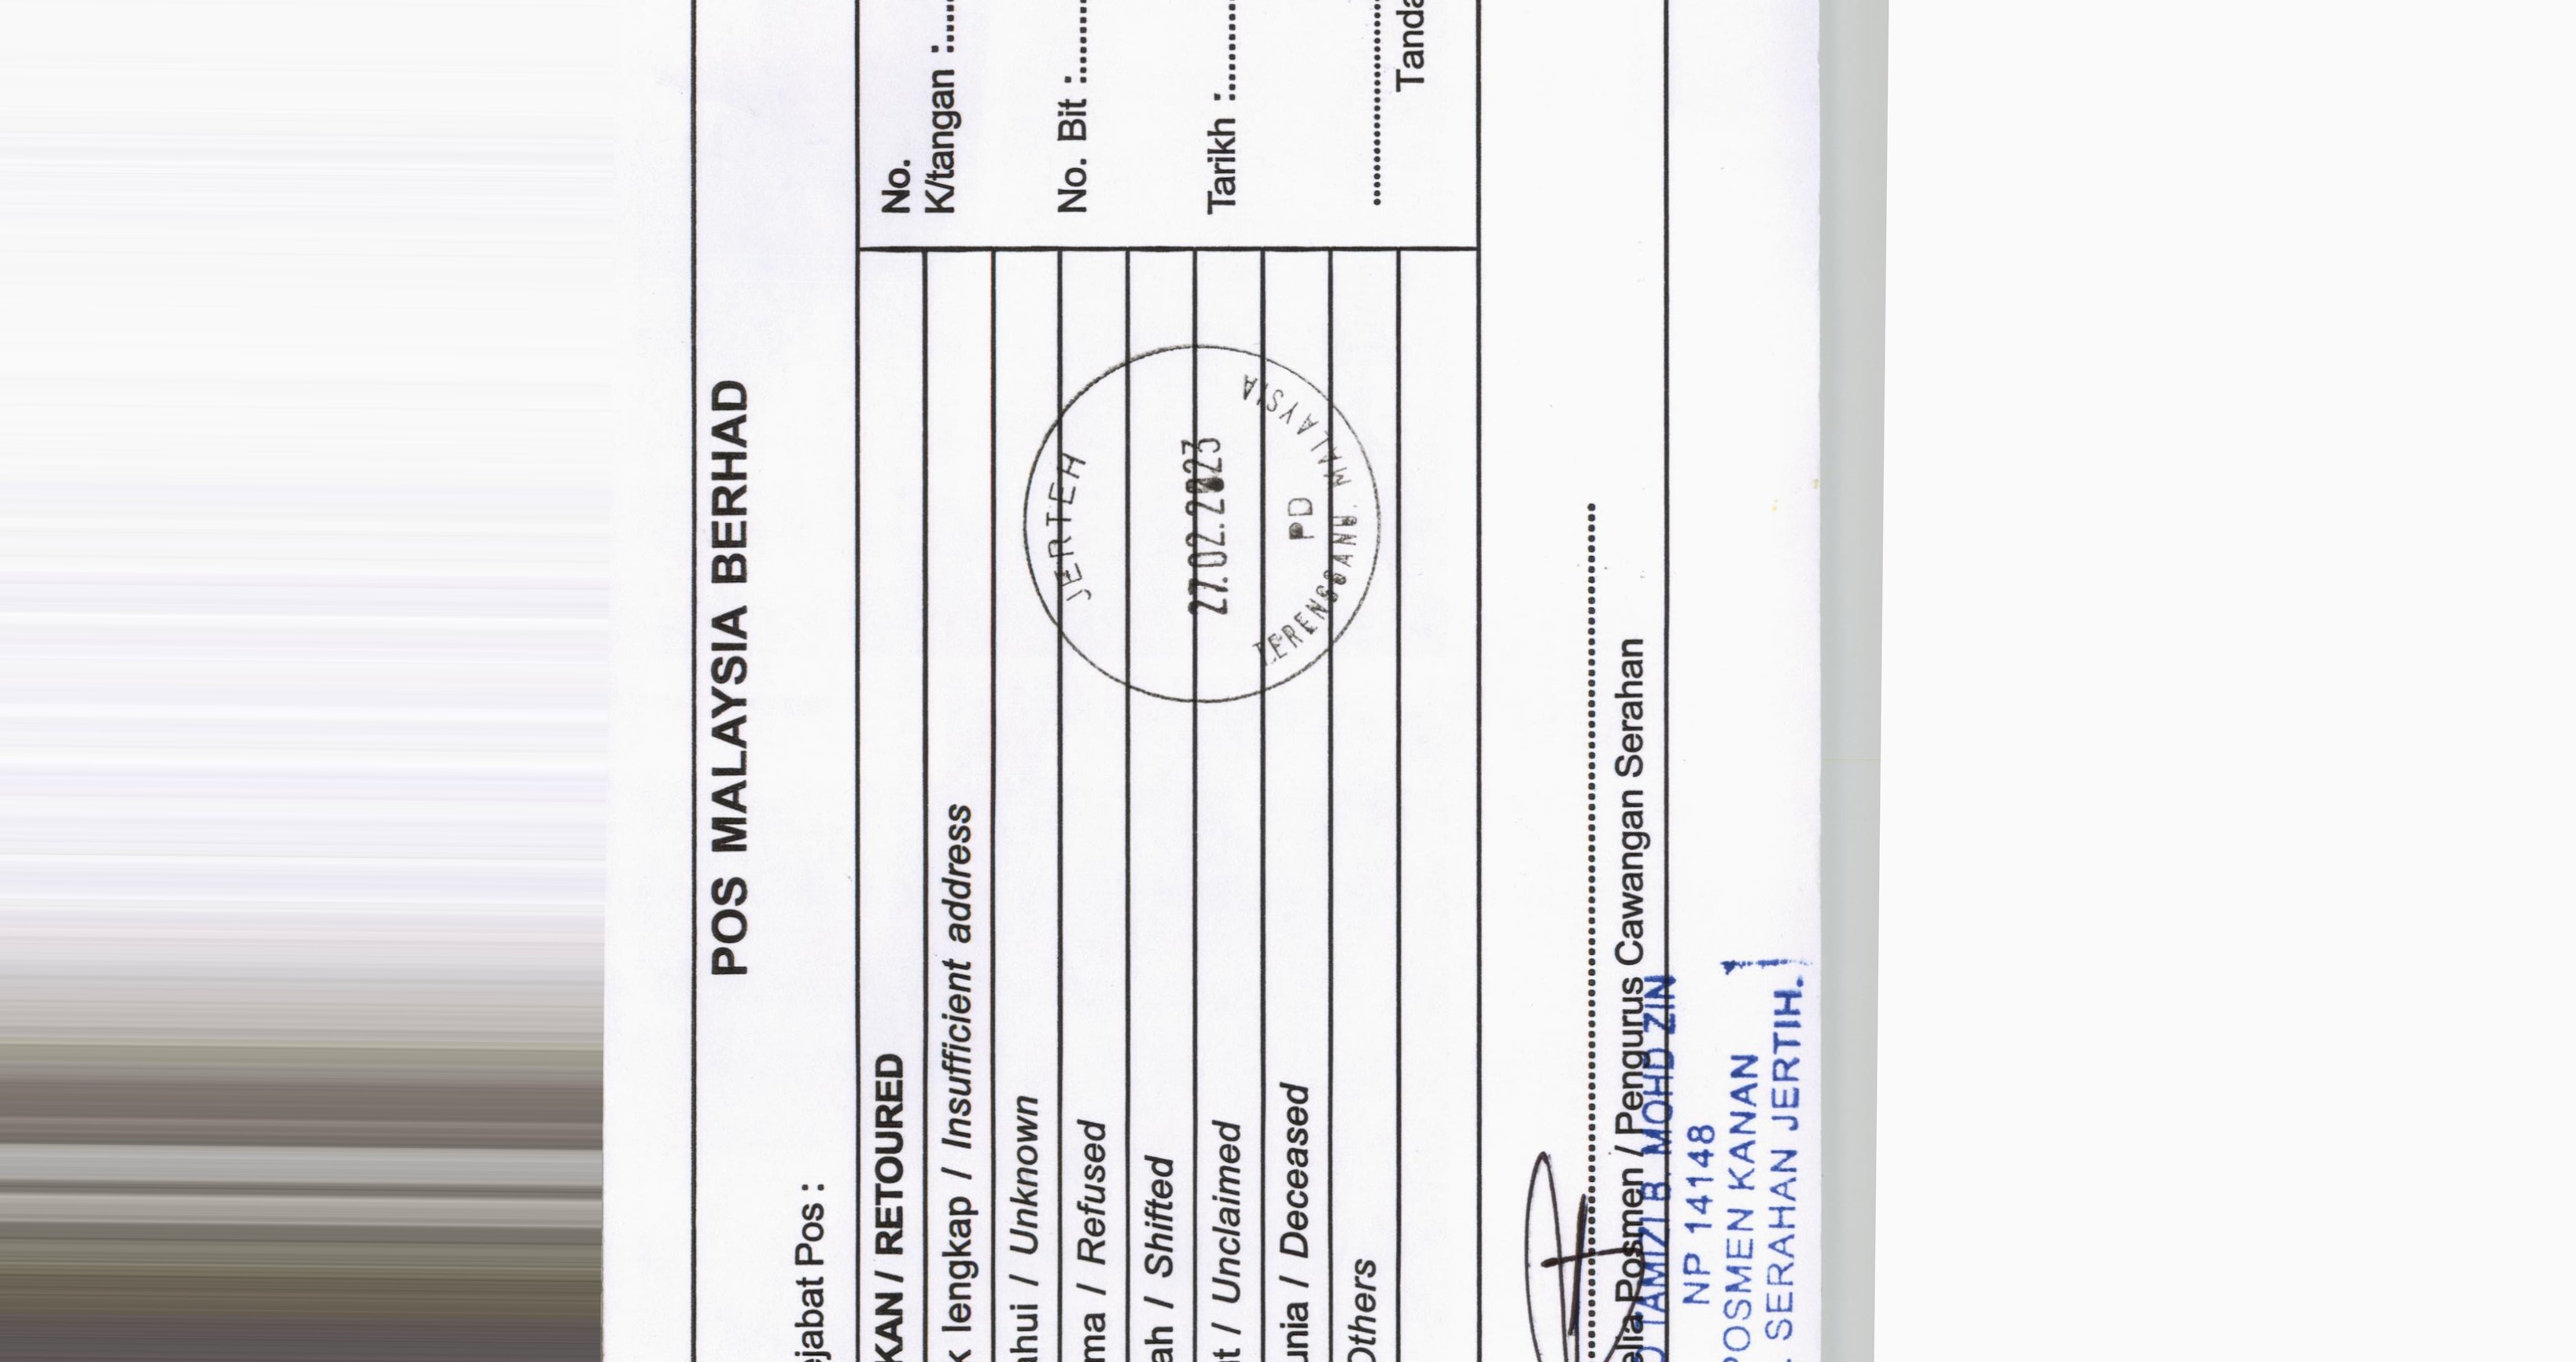 POS MALAYSIA BERHAD
ejabat Pos :
KAN / RETOURED
k lengkap / Insufficient address
ahui / Unknown
ma / Refused
ah / Shifted
t / Unclaimed
unia / Deceased
Others
No.
K/tangan :
No. Bit :
Tarikh :
Tanda
JERTEH
27.02.2023
PD
TERENGGANU. MALAYSIA
elia Posmen / Pengurus Cawangan Serahan
TAMIZI B. MOHD ZIN
NP 14148
POSMEN KANAN
. SERAHAN JERTIH.